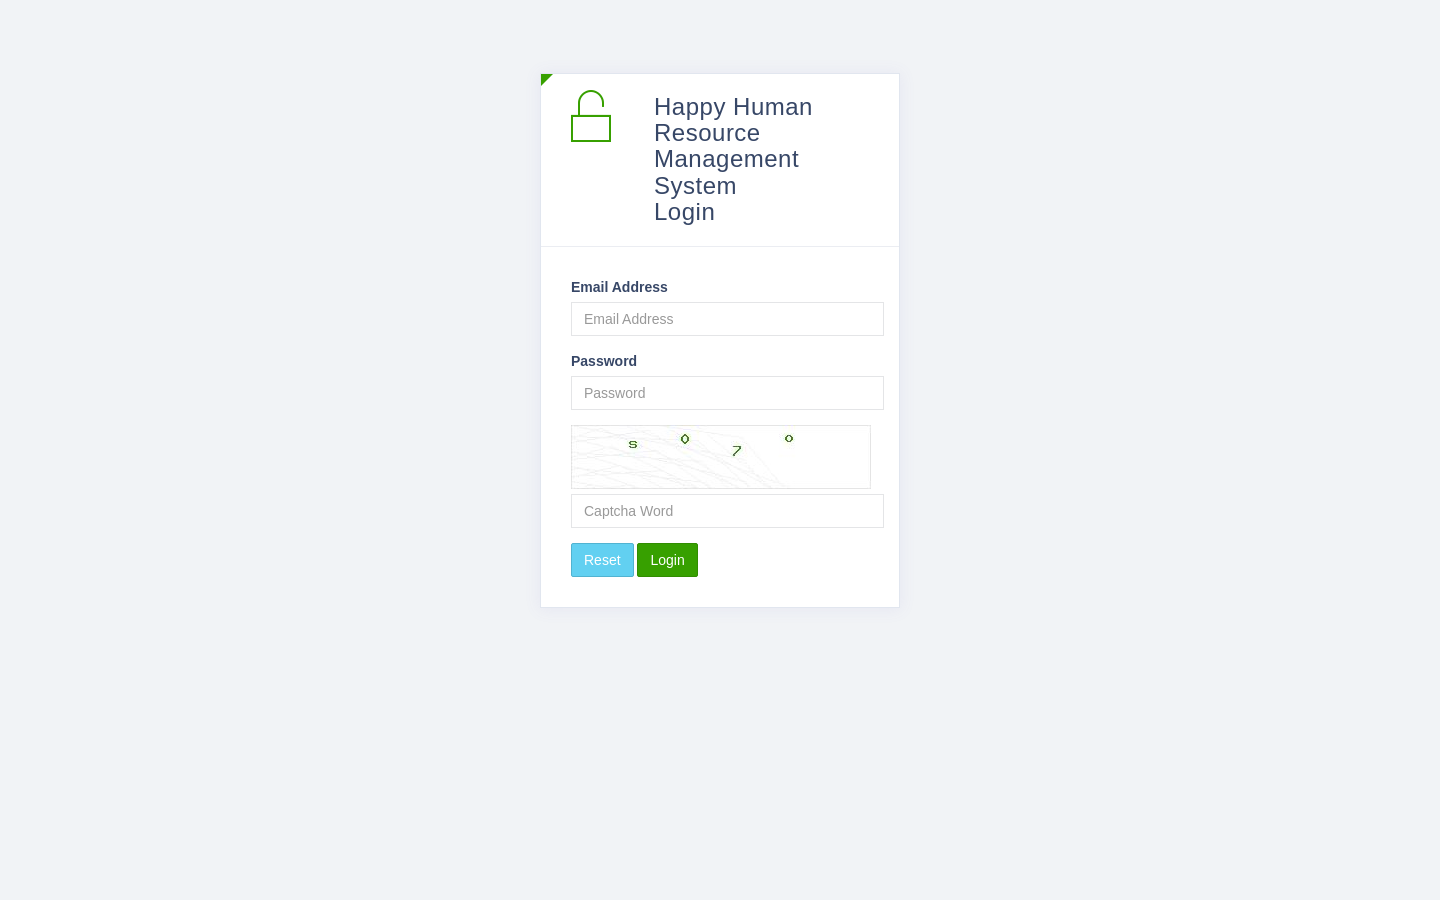 Happy Human
Resource
Management
System
Login
Email Address
Email Address
Password
Password
s 0 7 o
Captcha Word
Reset Login